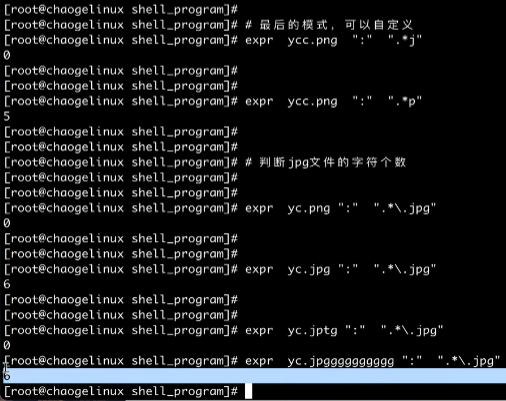 [root@chaogelinux shell_program]#
[root@chaogelinux shell_program]# # 最后的模式，可以自定义
[root@chaogelinux shell_program]# expr  ycc.png  ":"  ".*j"
0
[root@chaogelinux shell_program]#
[root@chaogelinux shell_program]#
[root@chaogelinux shell_program]# expr  ycc.png  ":"  ".*p"
5
[root@chaogelinux shell_program]#
[root@chaogelinux shell_program]#
[root@chaogelinux shell_program]# # 判断jpg文件的字符个数
[root@chaogelinux shell_program]#
[root@chaogelinux shell_program]#
[root@chaogelinux shell_program]# expr  yc.png ":"  ".*\.jpg"
0
[root@chaogelinux shell_program]#
[root@chaogelinux shell_program]#
[root@chaogelinux shell_program]# expr  yc.jpg ":"  ".*\.jpg"
6
[root@chaogelinux shell_program]#
[root@chaogelinux shell_program]#
[root@chaogelinux shell_program]# expr  yc.jptg ":"  ".*\.jpg"
0
[root@chaogelinux shell_program]# expr  yc.jpgggggggggg ":"  ".*\.jpg"
6
[root@chaogelinux shell_program]#